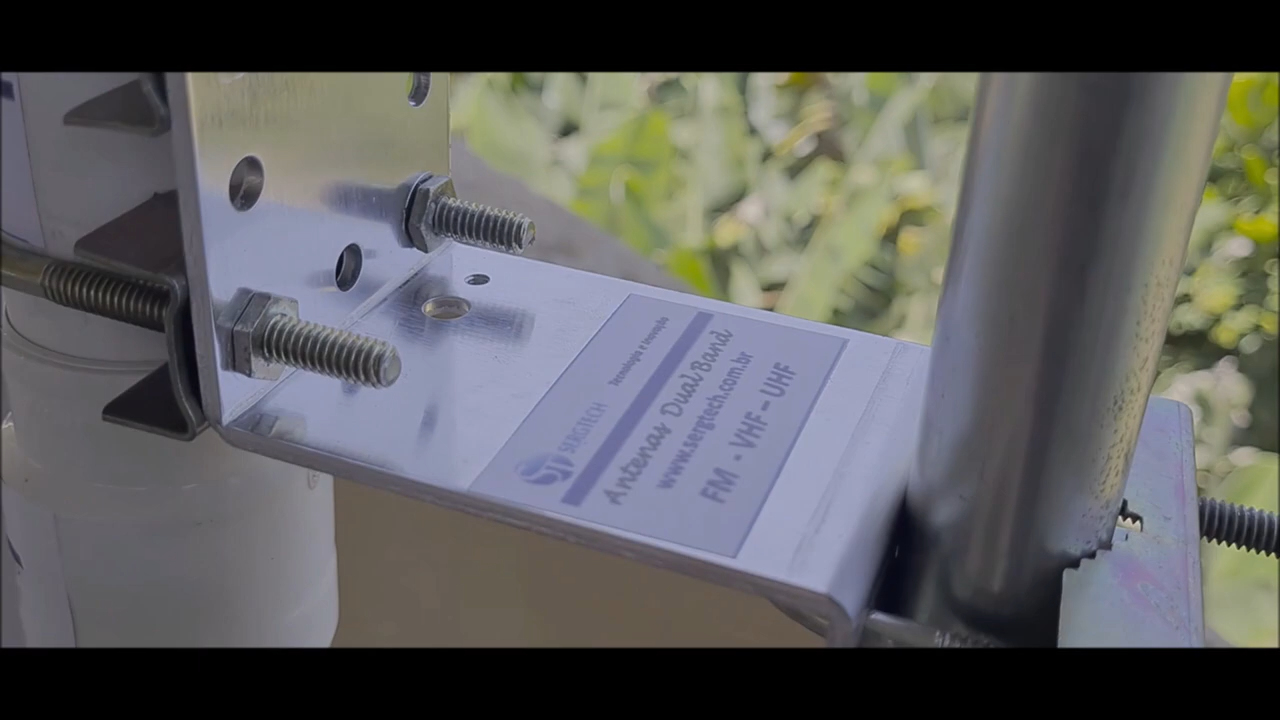 SERGTECH
Tecnologia e Inovação
Antenas Dual Band
www.sergtech.com.br
FM - VHF - UHF